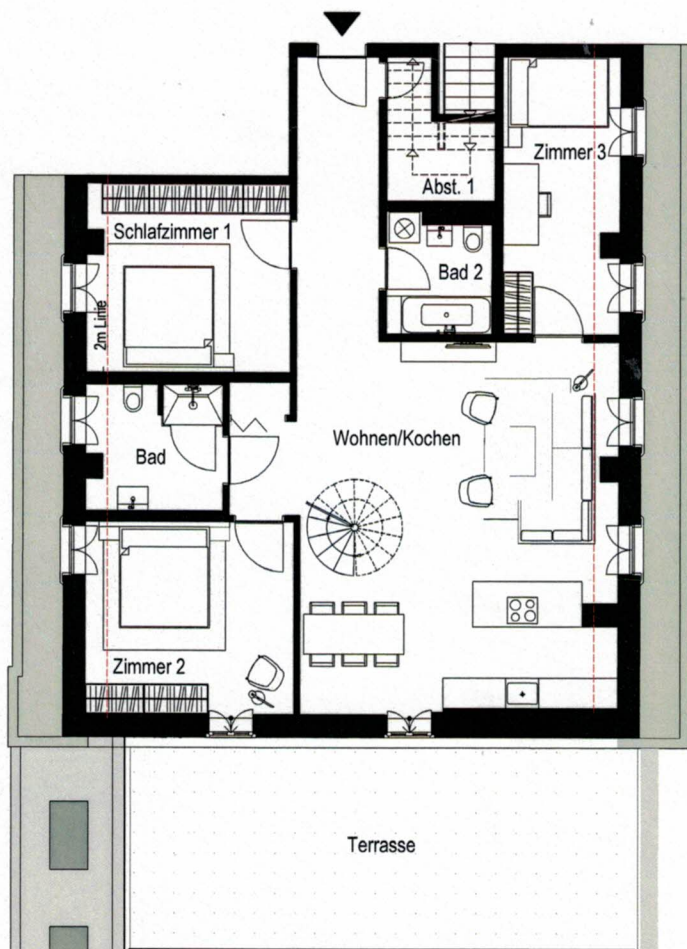 Zimmer 3
Abst. 1
Schlafzimmer 1
Bad 2
2m Linie
Wohnen/Kochen
Bad
Zimmer 2
Terrasse